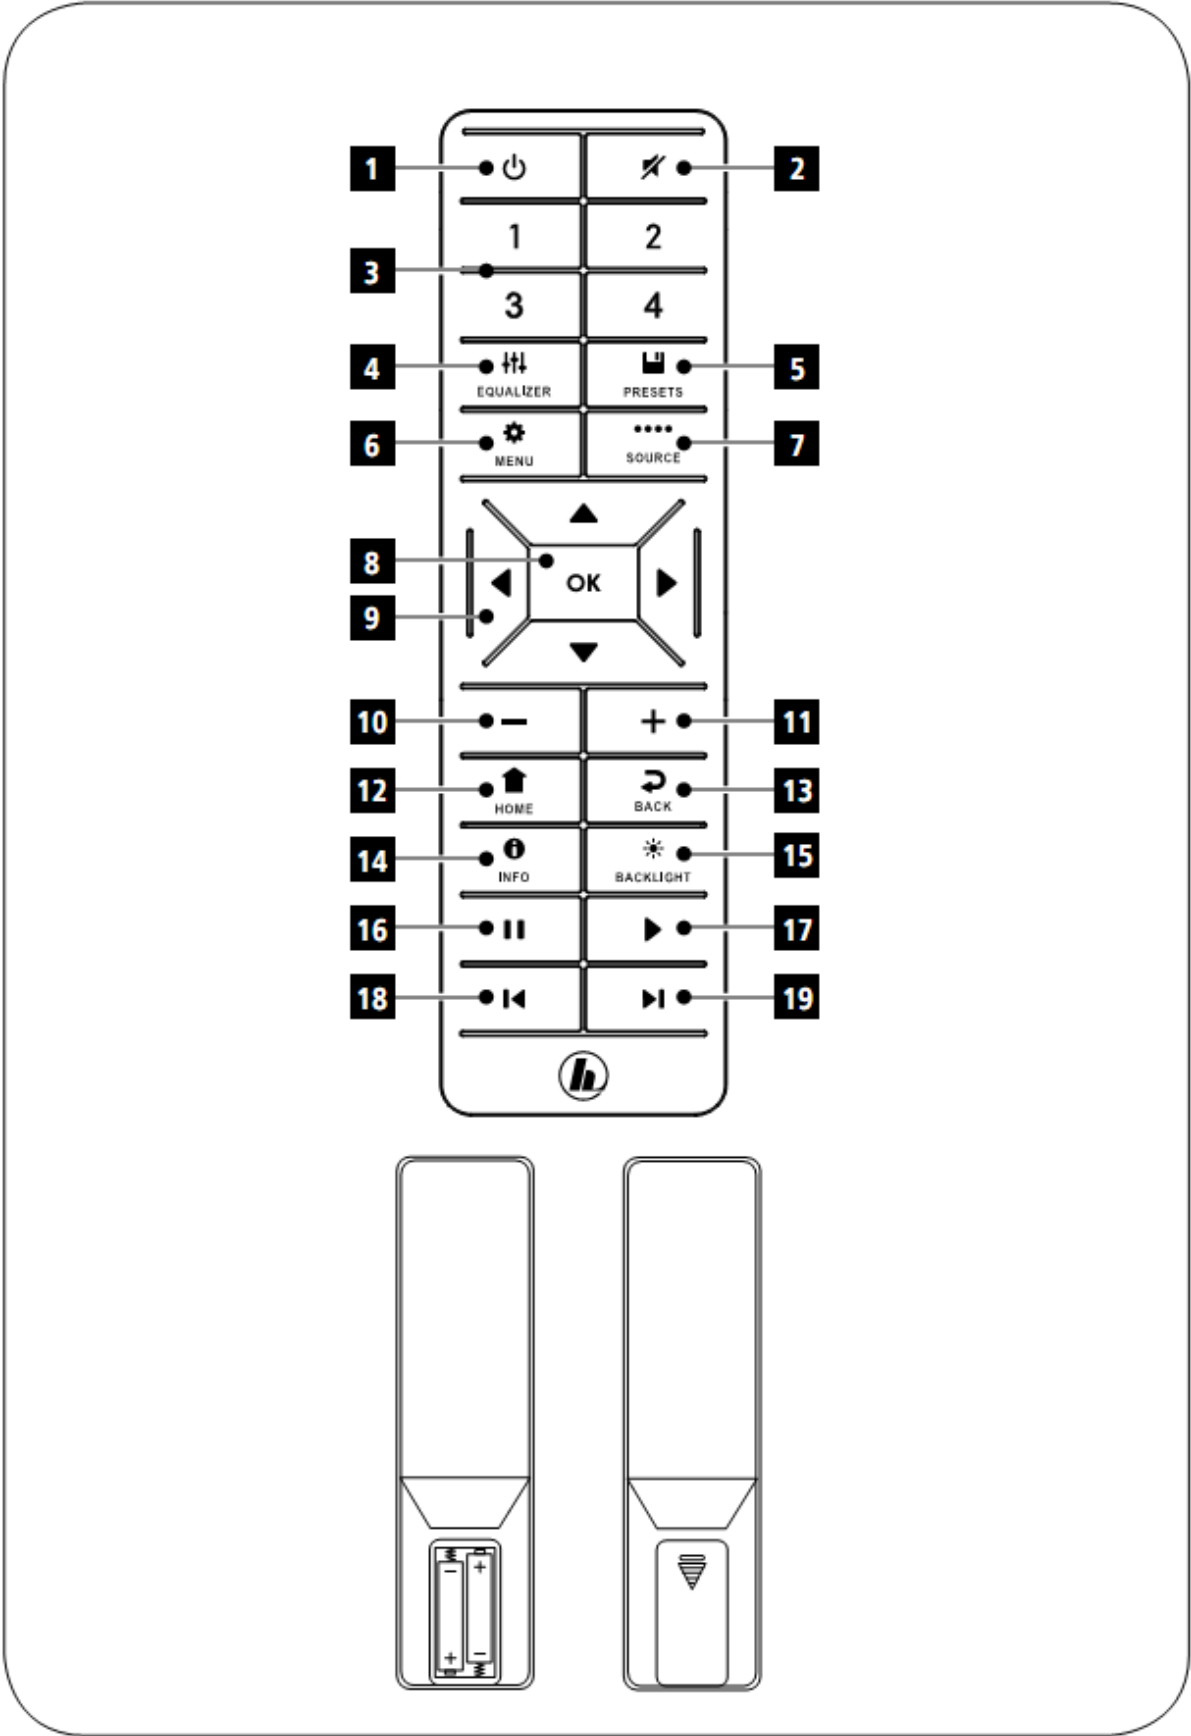 1 2
1 2
3
3 4
4 5
EQUALIZER PRESETS
6 7
MENU SOURCE
8
OK
9
10 − + 11
12 13
HOME BACK
14 15
INFO BACKLIGHT
16 17
18 19
h
− +
+ −